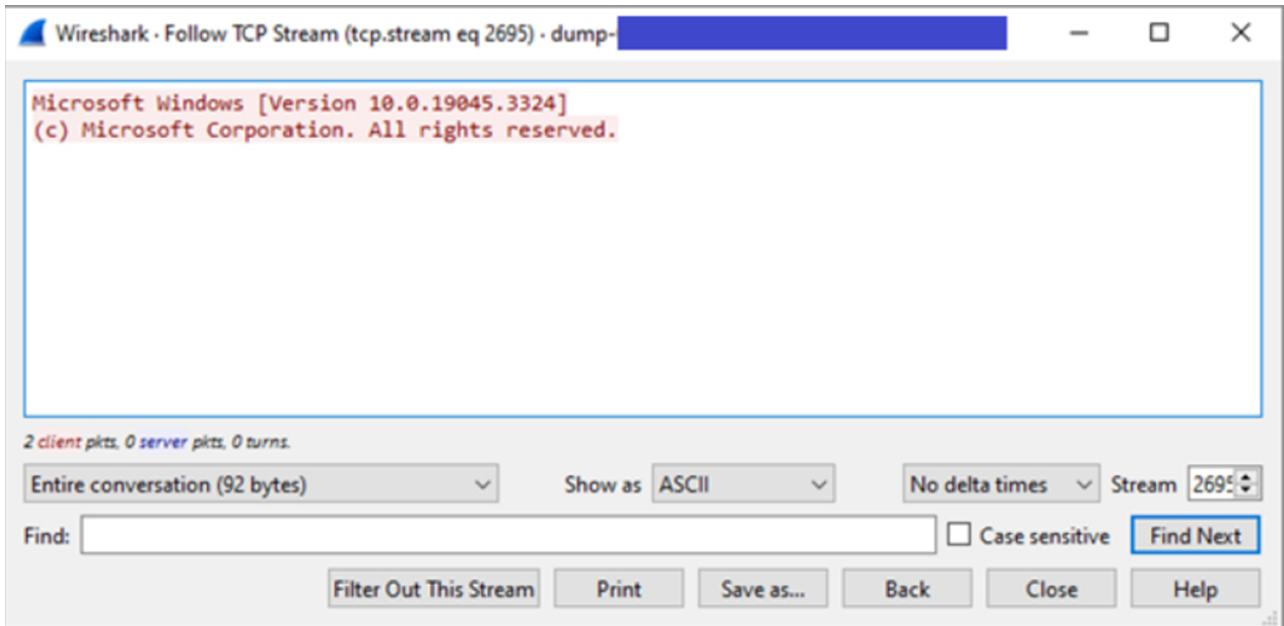 Wireshark · Follow TCP Stream (tcp.stream eq 2695) · dump-
Microsoft Windows [Version 10.0.19045.3324]
(c) Microsoft Corporation. All rights reserved.
2 client pkts, 0 server pkts, 0 turns.
Entire conversation (92 bytes) Show as ASCII No delta times Stream 2695
Find: Case sensitive Find Next
Filter Out This Stream Print Save as... Back Close Help